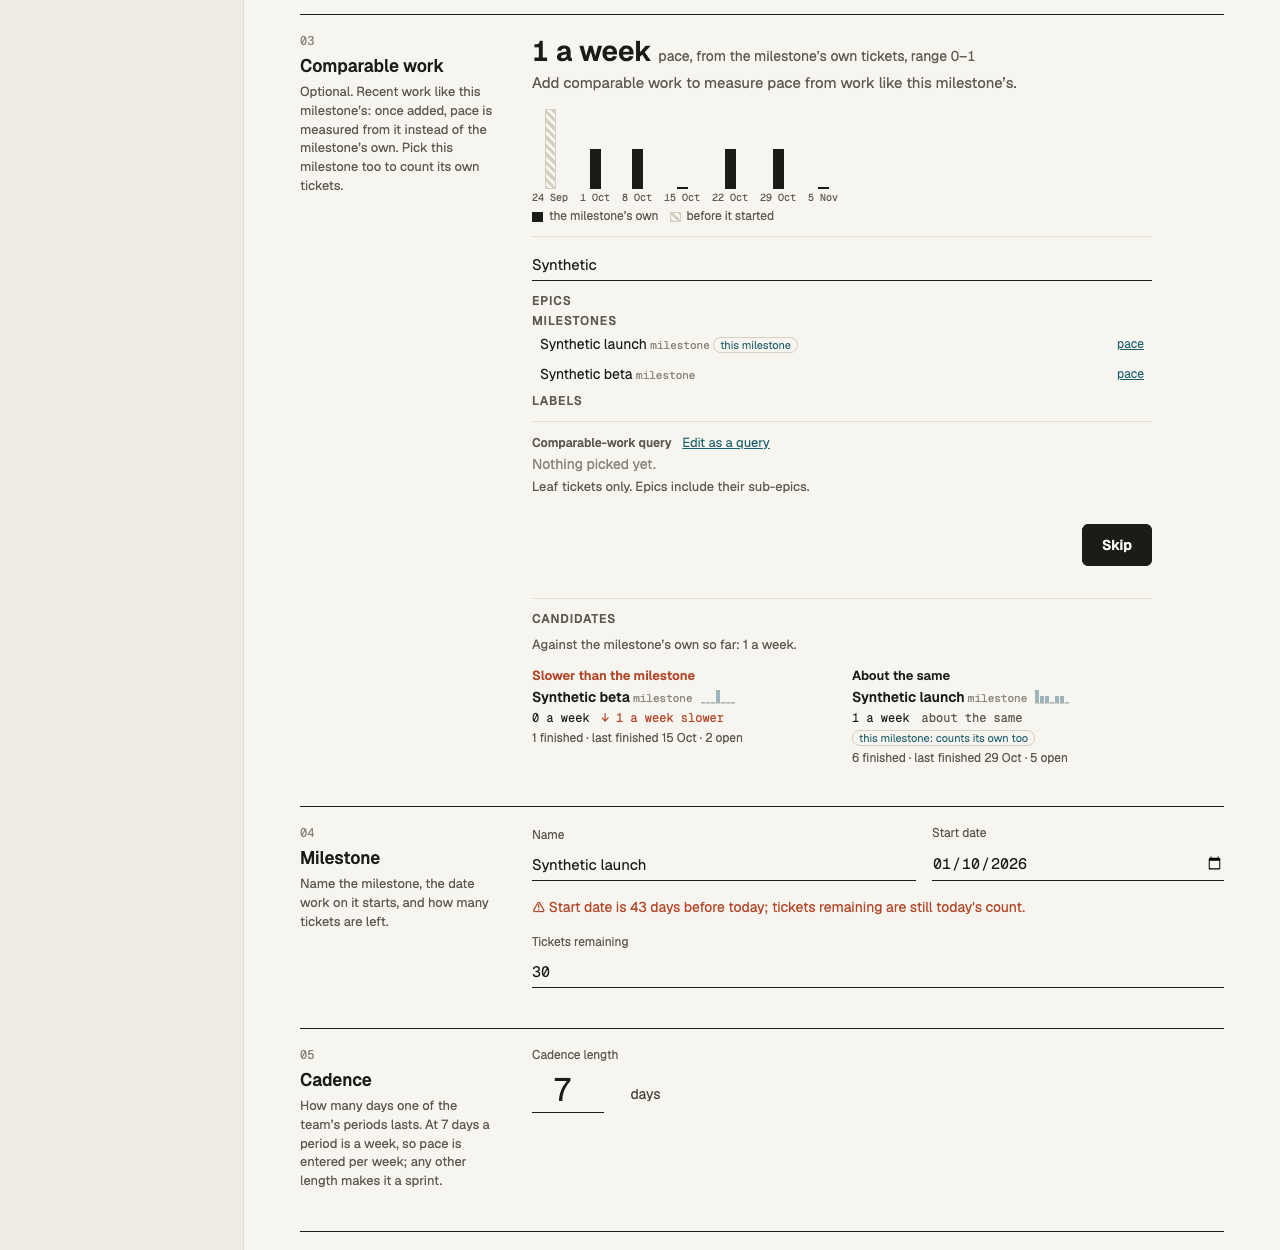 03
Comparable work
Optional. Recent work like this
milestone's: once added, pace is
measured from it instead of the
milestone's own. Pick this
milestone too to count its own
tickets.
1 a week pace, from the milestone's own tickets, range 0–1
Add comparable work to measure pace from work like this milestone's.
24 Sep 1 Oct 8 Oct 15 Oct 22 Oct 29 Oct 5 Nov
the milestone's own before it started
Synthetic
EPICS
MILESTONES
Synthetic launch milestone this milestone pace
Synthetic beta milestone pace
LABELS
Comparable-work query Edit as a query
Nothing picked yet.
Leaf tickets only. Epics include their sub-epics.
Skip
CANDIDATES
Against the milestone's own so far: 1 a week.
Slower than the milestone
Synthetic beta milestone
0 a week ↓ 1 a week slower
1 finished · last finished 15 Oct · 2 open
About the same
Synthetic launch milestone
1 a week about the same
this milestone: counts its own too
6 finished · last finished 29 Oct · 5 open
04
Milestone
Name the milestone, the date
work on it starts, and how many
tickets are left.
Name
Synthetic launch
Start date
01/10/2026
⚠ Start date is 43 days before today; tickets remaining are still today's count.
Tickets remaining
30
05
Cadence
How many days one of the
team's periods lasts. At 7 days a
period is a week, so pace is
entered per week; any other
length makes it a sprint.
Cadence length
7 days